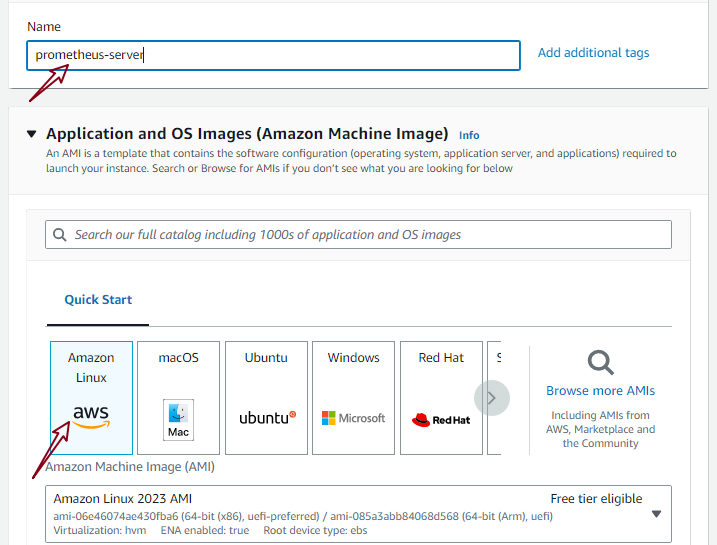 Name
prometheus-server
Add additional tags
Application and OS Images (Amazon Machine Image) Info
An AMI is a template that contains the software configuration (operating system, application server, and applications) required to
launch your instance. Search or Browse for AMIs if you don't see what you are looking for below
Search our full catalog including 1000s of application and OS images
Quick Start
Amazon
Linux
aws
macOS
Mac
Ubuntu
ubuntu
Windows
Microsoft
Red Hat
Red Hat
S
Browse more AMIs
Including AMIs from
AWS, Marketplace and
the Community
Amazon Machine Image (AMI)
Amazon Linux 2023 AMI
Free tier eligible
ami-06e46074ae430fba6 (64-bit (x86), uefi-preferred) / ami-085a3abb84068d568 (64-bit (Arm), uefi)
Virtualization: hvm ENA enabled: true Root device type: ebs